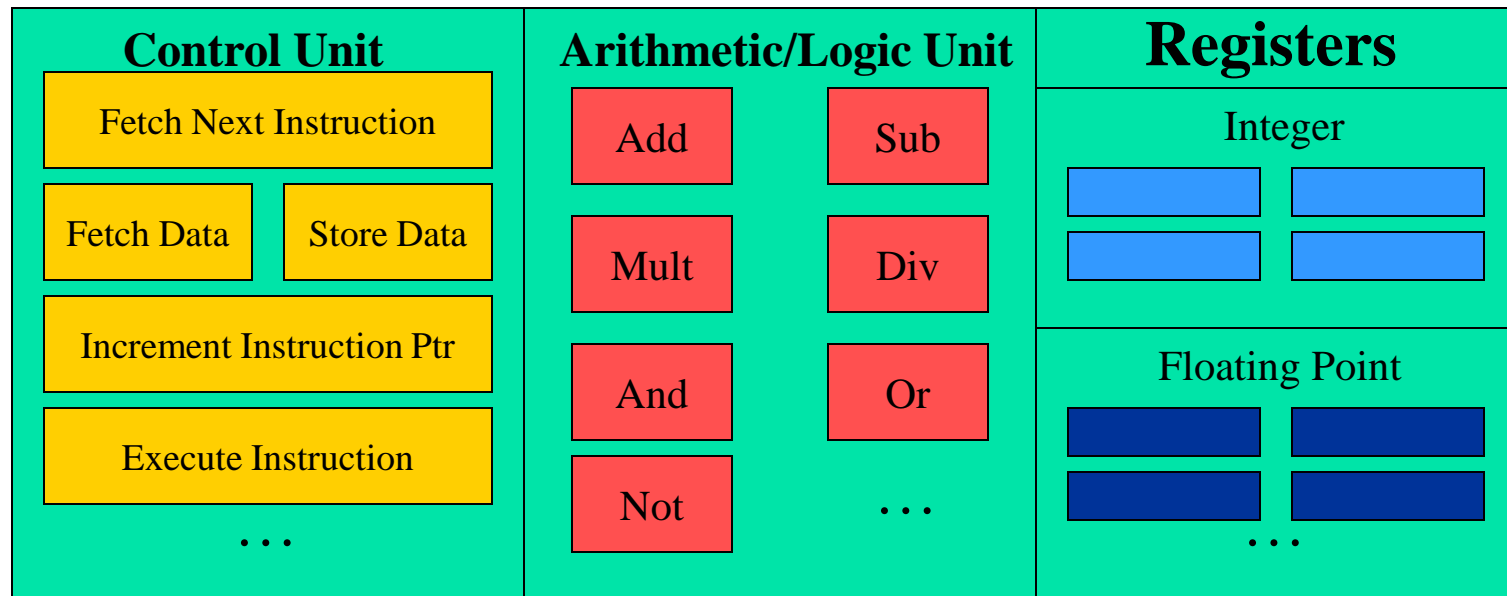 Control Unit
Fetch Next Instruction
Fetch Data
Store Data
Increment Instruction Ptr
Execute Instruction
...
Arithmetic/Logic Unit
Add
Sub
Mult
Div
And
Or
Not
...
Registers
Integer
Floating Point
...